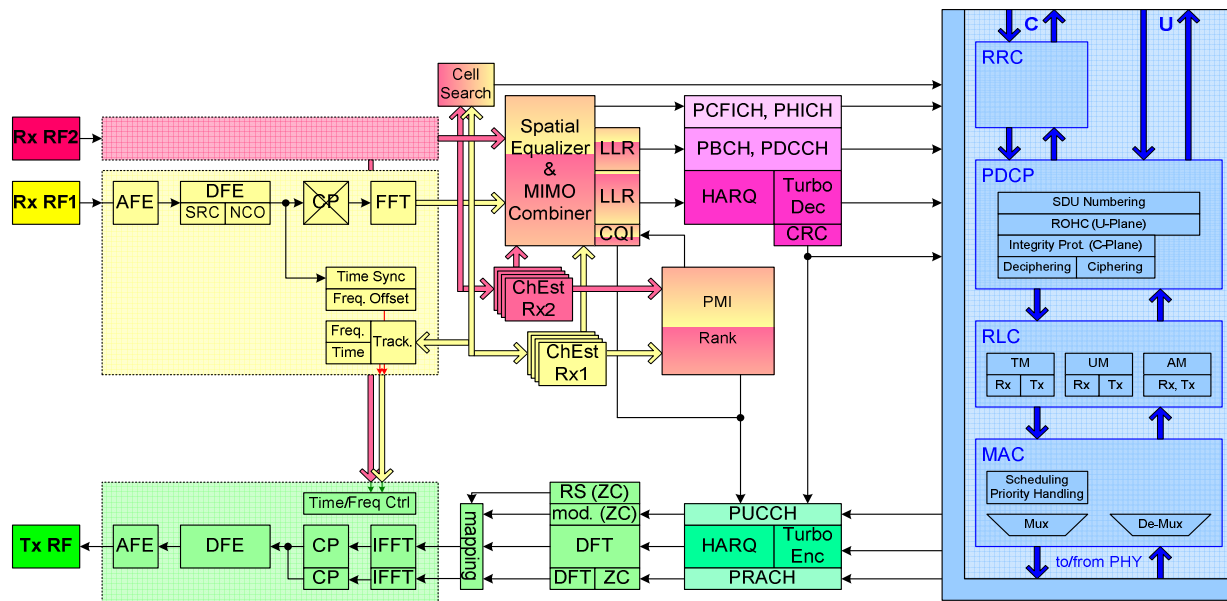 C
U
RRC
Cell
Search
PCFICH, PHICH
Rx RF2
Spatial
Equalizer
&
MIMO
Combiner
LLR
PBCH, PDCCH
PDCP
Rx RF1
AFE
DFE
SRC
NCO
CP
FFT
LLR
HARQ
Turbo
Dec
CQI
CRC
SDU Numbering
ROHC (U-Plane)
Integrity Prot. (C-Plane)
Deciphering
Ciphering
Time Sync
Freq. Offset
ChEst
Rx2
PMI
Rank
Freq.
Time
Track.
ChEst
Rx1
RLC
TM
Rx
Tx
UM
Rx
Tx
AM
Rx, Tx
MAC
Scheduling
Priority Handling
Mux
De-Mux
to/from PHY
Time/Freq Ctrl
RS (ZC)
mod. (ZC)
PUCCH
Tx RF
AFE
DFE
CP
IFFT
mapping
DFT
HARQ
Turbo
Enc
CP
IFFT
DFT
ZC
PRACH